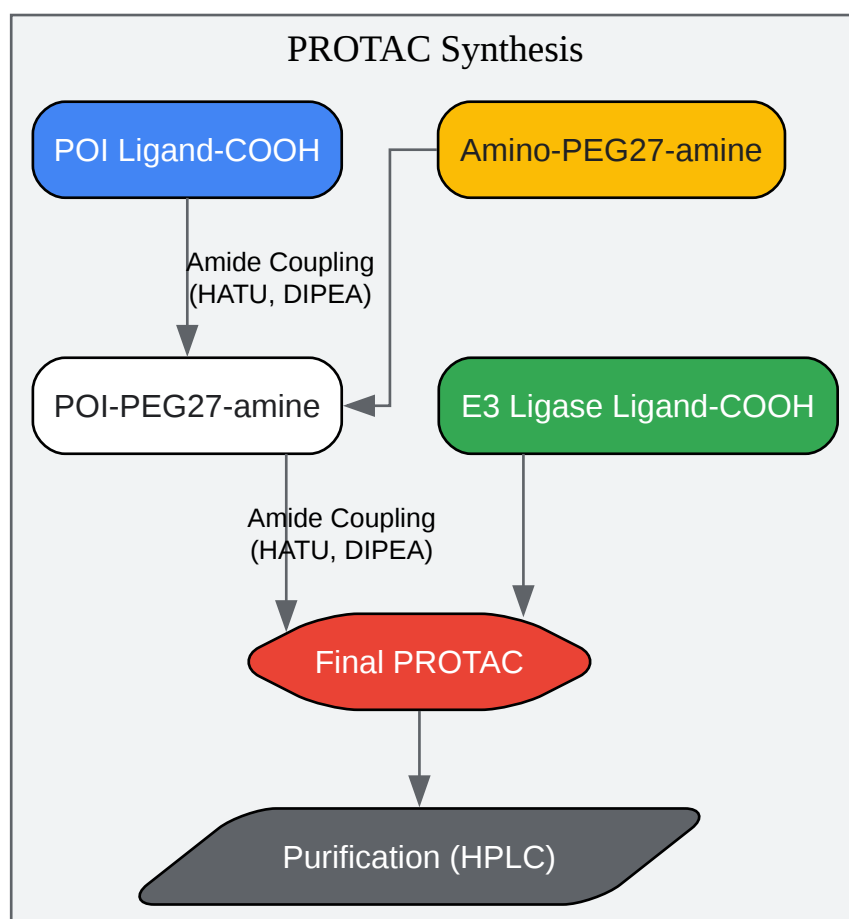 PROTAC Synthesis
POI Ligand-COOH
Amino-PEG27-amine
Amide Coupling
(HATU, DIPEA)
POI-PEG27-amine
E3 Ligase Ligand-COOH
Amide Coupling
(HATU, DIPEA)
Final PROTAC
Purification (HPLC)